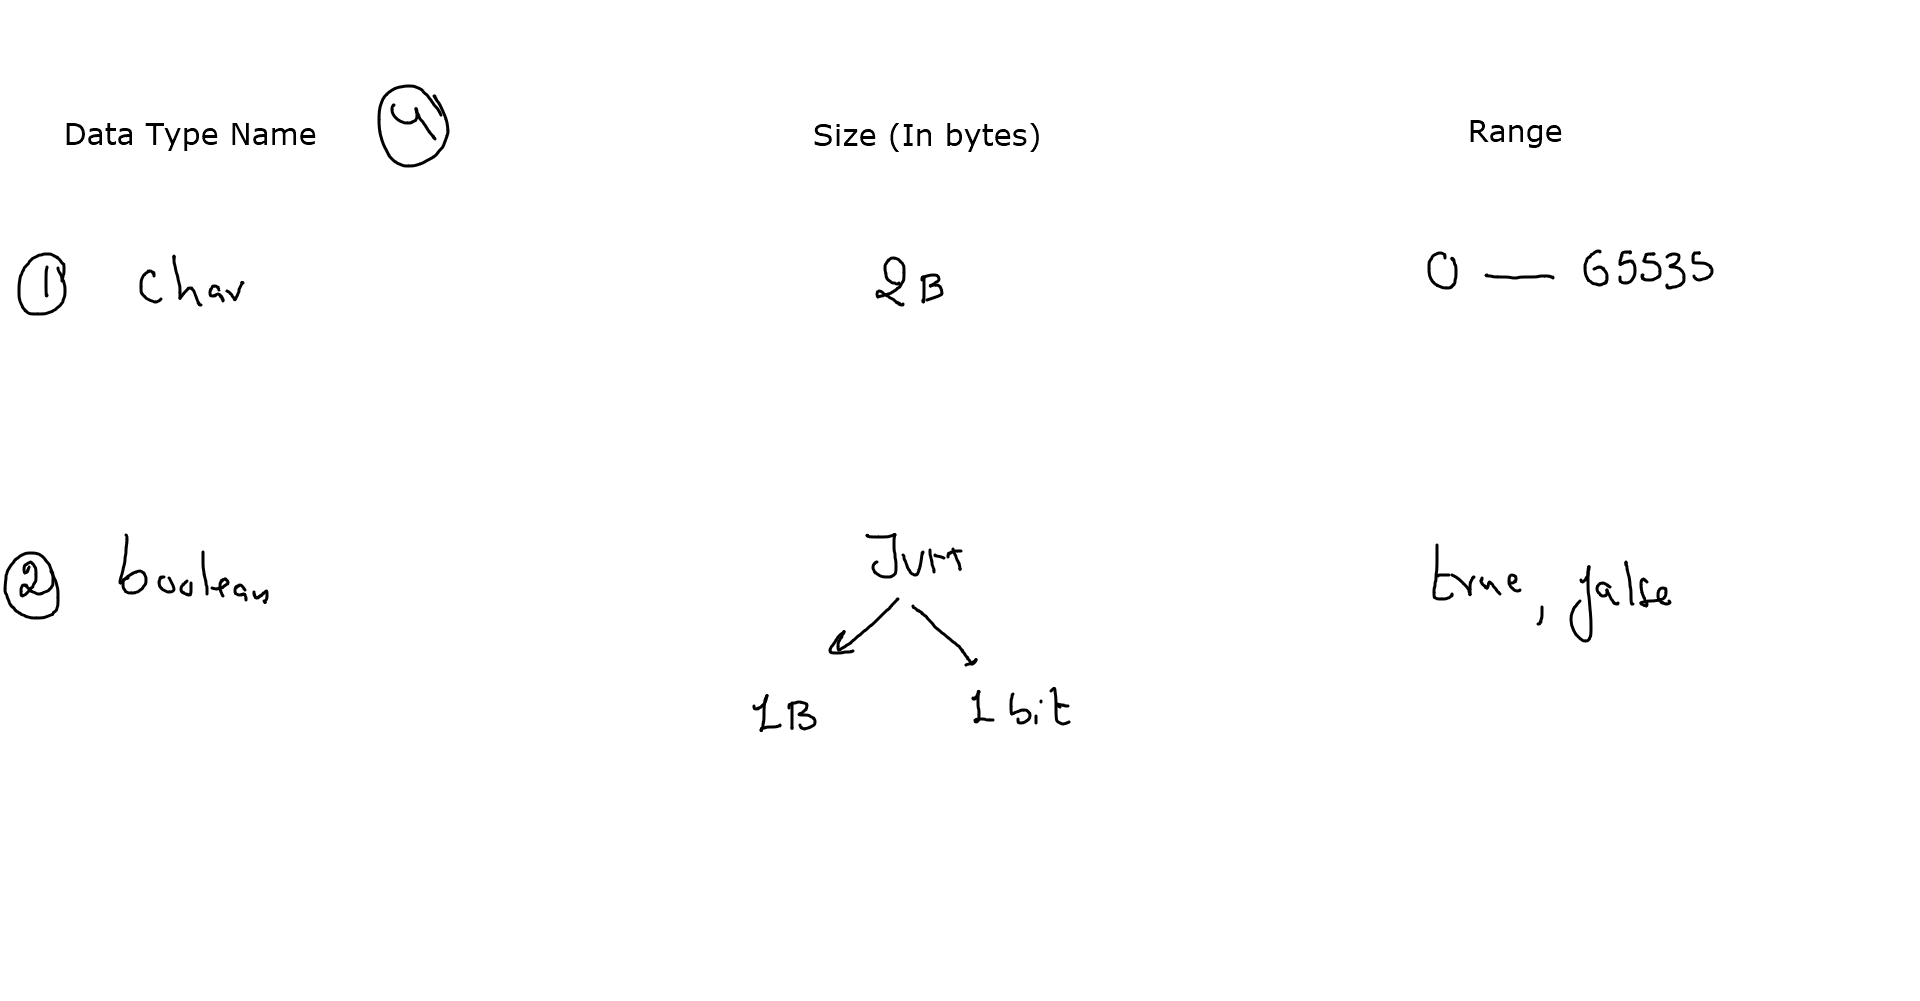 Data Type Name 4 Size (In bytes) Range
1 char 2B 0 — 65535
2 boolean JVM true, false
1B 1 bit